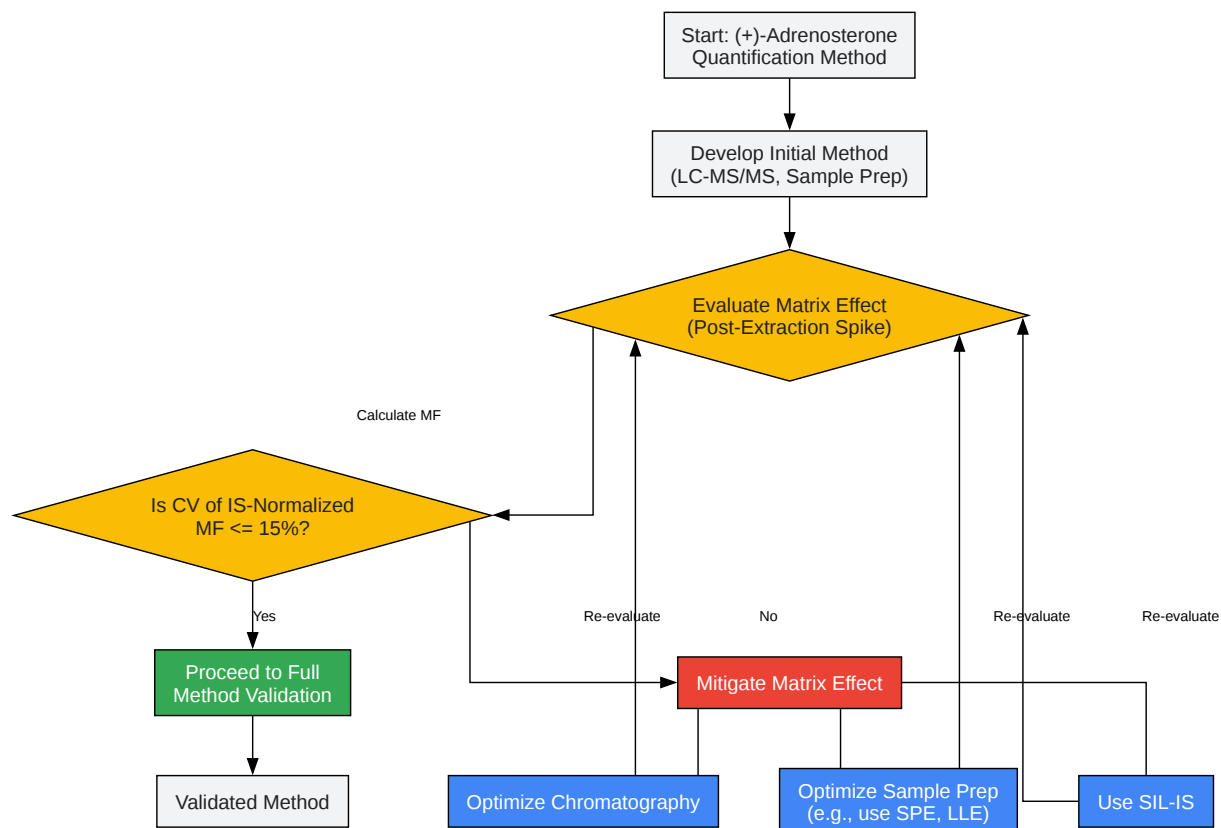 Start: (+)-Adrenosterone
Quantification Method
Develop Initial Method
(LC-MS/MS, Sample Prep)
Evaluate Matrix Effect
(Post-Extraction Spike)
Calculate MF
Is CV of IS-Normalized
MF <= 15%?
Yes
Re-evaluate
No
Re-evaluate
Re-evaluate
Proceed to Full
Method Validation
Mitigate Matrix Effect
Validated Method
Optimize Chromatography
Optimize Sample Prep
(e.g., use SPE, LLE)
Use SIL-IS